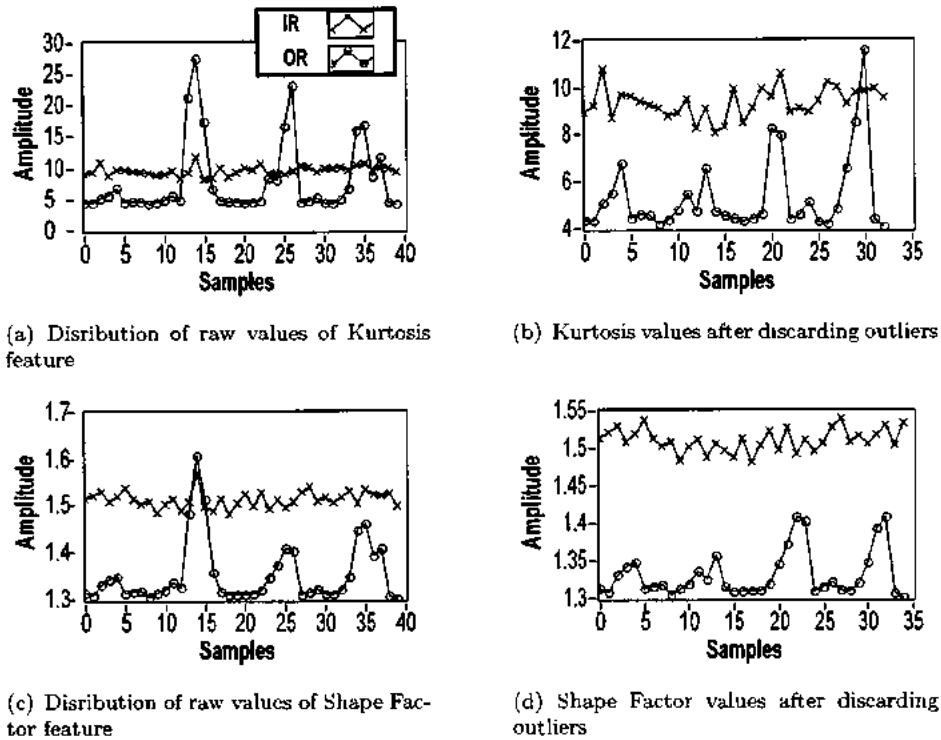 IR
OR
30-
25-
20-
15-
10-
5-
0-
Amplitude
0 5 10 15 20 25 30 35 40
Samples
(a) Disribution of raw values of Kurtosis
feature
12-
10-
8-
6-
4-
Amplitude
0 5 10 15 20 25 30 35
Samples
(b) Kurtosis values after discarding outliers
1.7-
1.6-
1.5-
1.4-
1.3-
Amplitude
0 5 10 15 20 25 30 35 40
Samples
(c) Disribution of raw values of Shape Fac-
tor feature
1.55-
1.5-
1.45-
1.4-
1.35-
1.3-
Amplitude
0 5 10 15 20 25 30 35
Samples
(d) Shape Factor values after discarding
outliers